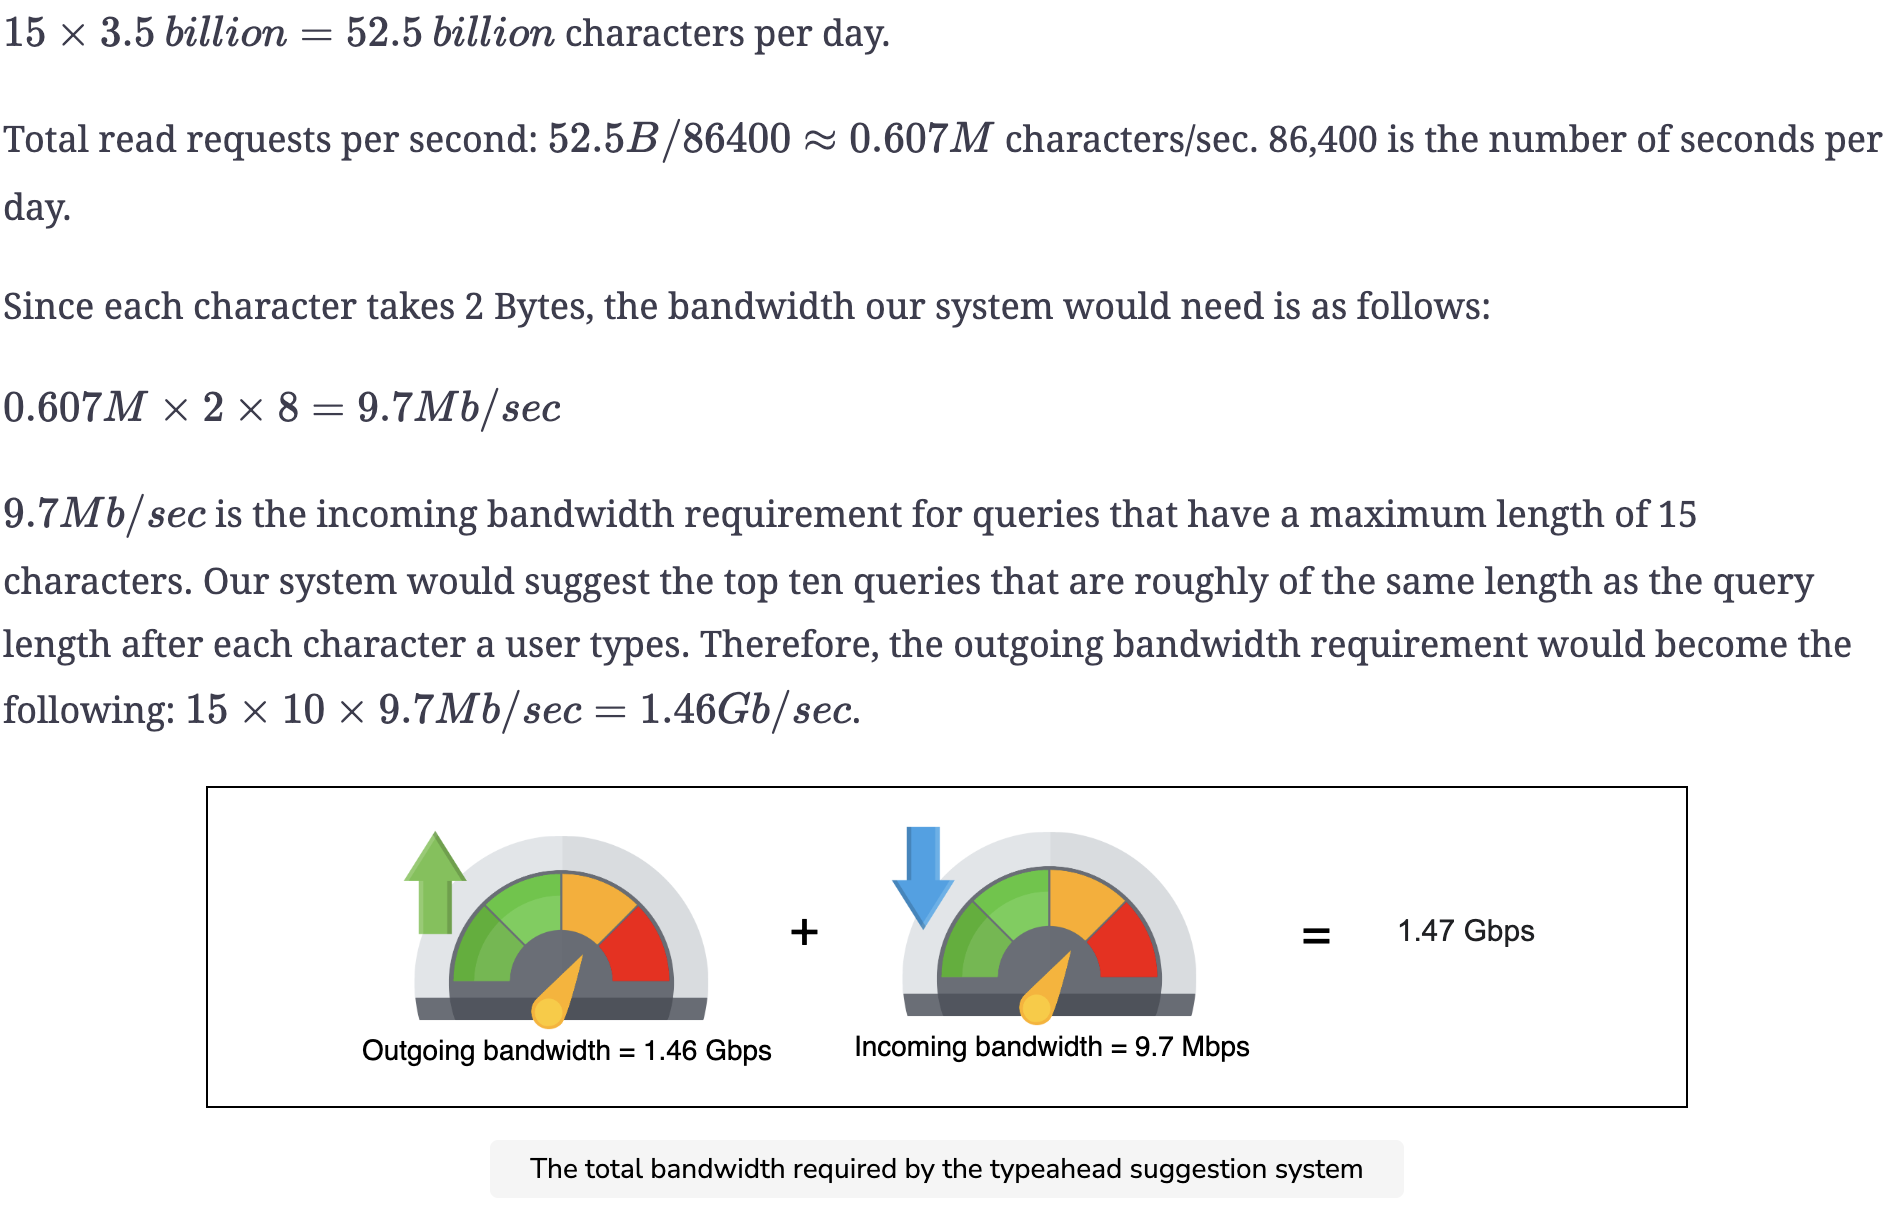 15 × 3.5 billion = 52.5 billion characters per day.
Total read requests per second: 52.5B/86400 ≈ 0.607M characters/sec. 86,400 is the number of seconds per
day.
Since each character takes 2 Bytes, the bandwidth our system would need is as follows:
0.607M × 2 × 8 = 9.7Mb/sec
9.7Mb/sec is the incoming bandwidth requirement for queries that have a maximum length of 15
characters. Our system would suggest the top ten queries that are roughly of the same length as the query
length after each character a user types. Therefore, the outgoing bandwidth requirement would become the
following: 15 × 10 × 9.7Mb/sec = 1.46Gb/sec.
+ = 1.47 Gbps
Outgoing bandwidth = 1.46 Gbps Incoming bandwidth = 9.7 Mbps
The total bandwidth required by the typeahead suggestion system